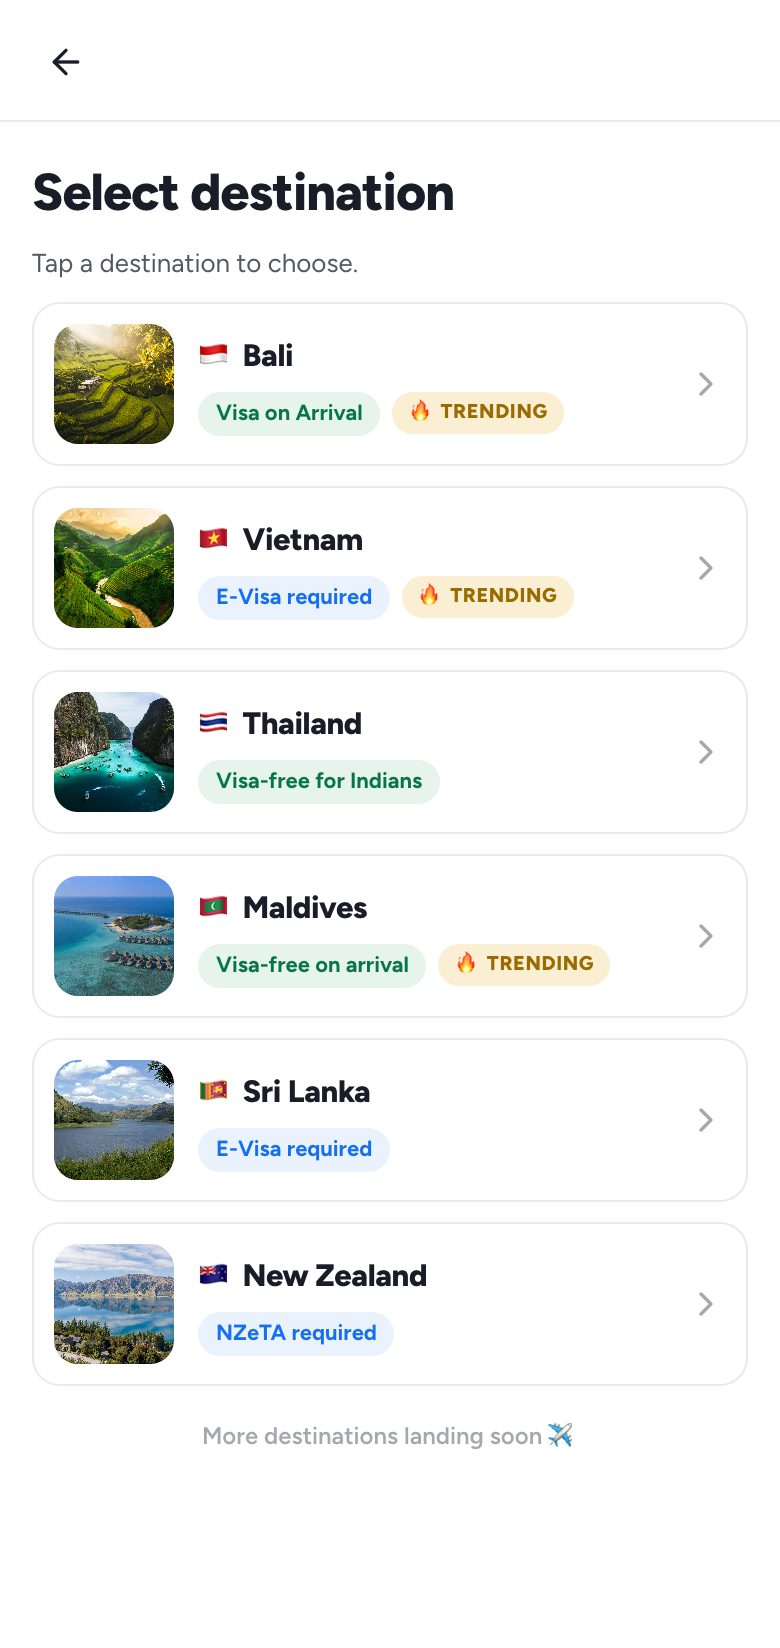 Select destination
Tap a destination to choose.
🇮🇩 Bali
Visa on Arrival 🔥 TRENDING
🇻🇳 Vietnam
E-Visa required 🔥 TRENDING
🇹🇭 Thailand
Visa-free for Indians
🇲🇻 Maldives
Visa-free on arrival 🔥 TRENDING
🇱🇰 Sri Lanka
E-Visa required
🇳🇿 New Zealand
NZeTA required
More destinations landing soon ✈️